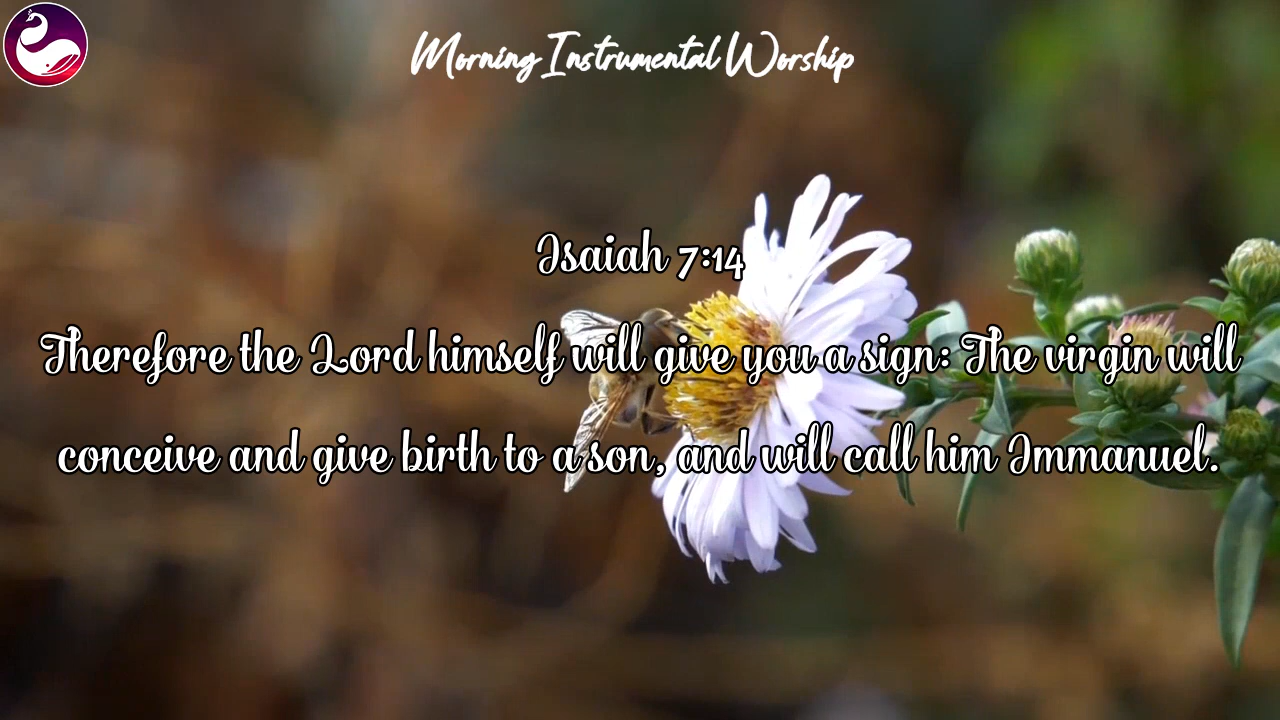 Morning Instrumental Worship
Isaiah 7:14
Therefore the Lord himself will give you a sign: The virgin will
conceive and give birth to a son, and will call him Immanuel.